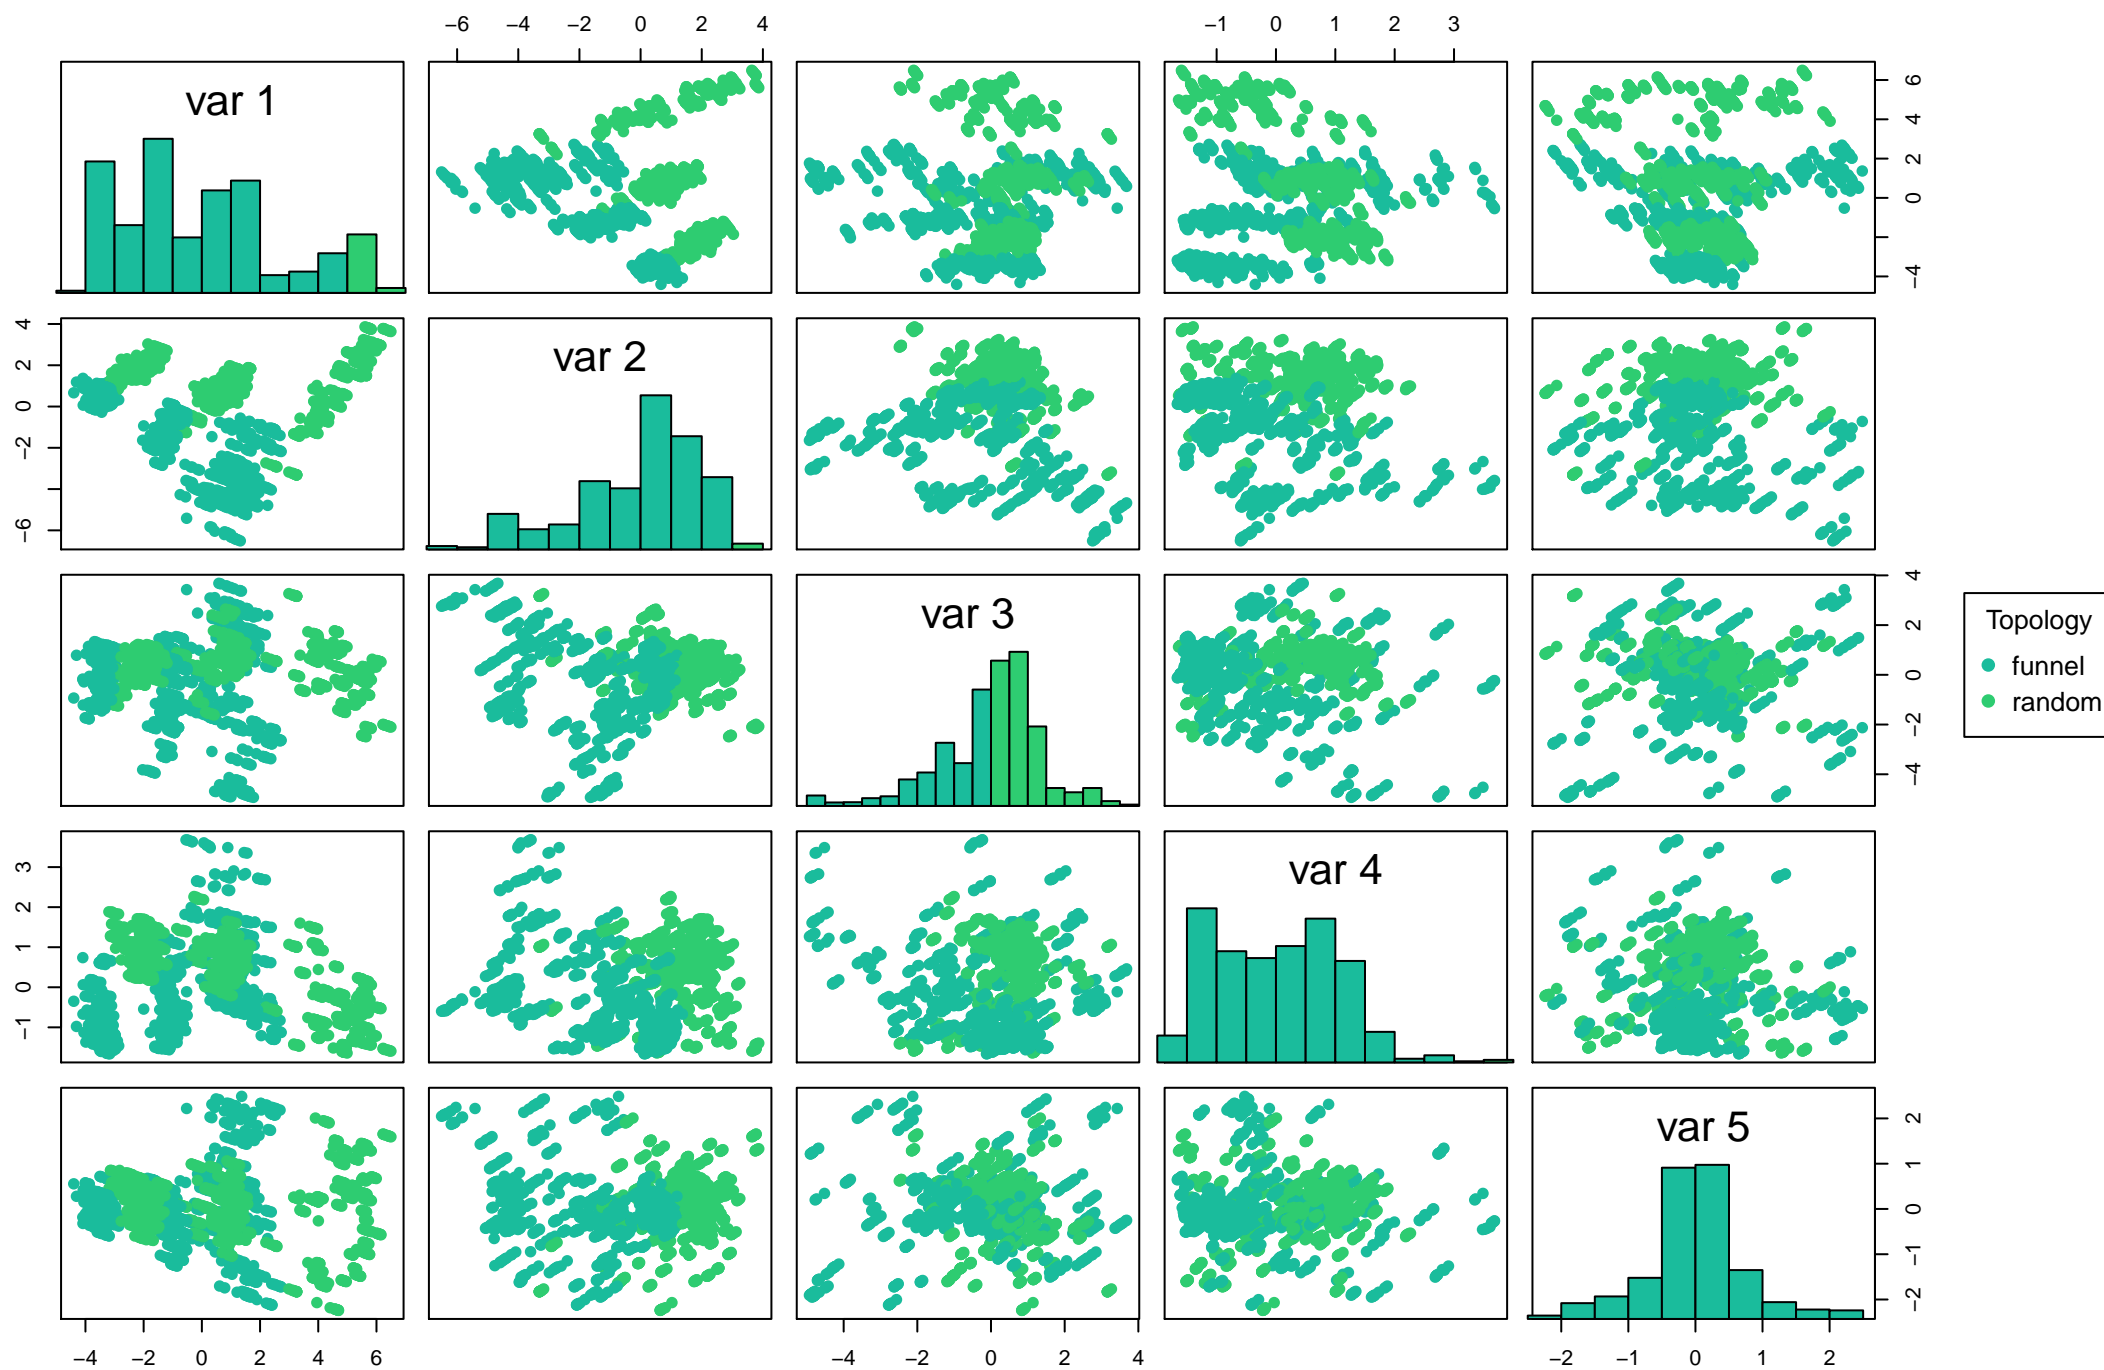 −6 −4 −2 0 2 4
−1 0 1 2 3
var 1
−4 0 2 4 6
var 2
−6 −2 0 2 4
var 3
−4 −2 0 2 4
Topology
funnel
random
var 4
−1 0 1 2 3
var 5
−2 −1 0 1 2
−4 −2 0 2 4 6
−4 −2 0 2 4
−2 −1 0 1 2